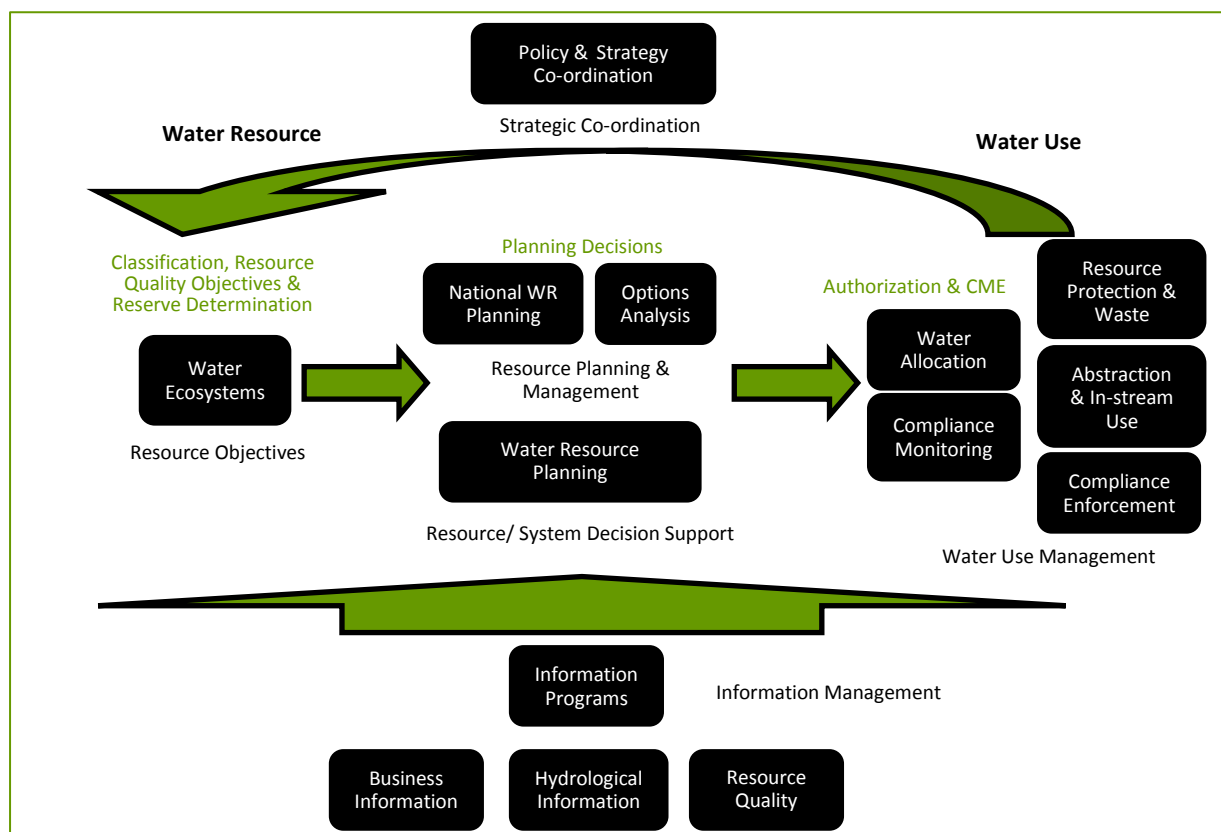 Policy & Strategy
Co-ordination
Strategic Co-ordination
Water Resource
Water Use
Classification, Resource
Quality Objectives &
Reserve Determination
Water
Ecosystems
Resource Objectives
Planning Decisions
National WR
Planning
Options
Analysis
Resource Planning &
Management
Water Resource
Planning
Resource/ System Decision Support
Authorization & CME
Water
Allocation
Compliance
Monitoring
Resource
Protection &
Waste
Abstraction
& In-stream
Use
Compliance
Enforcement
Water Use Management
Information
Programs
Information Management
Business
Information
Hydrological
Information
Resource
Quality